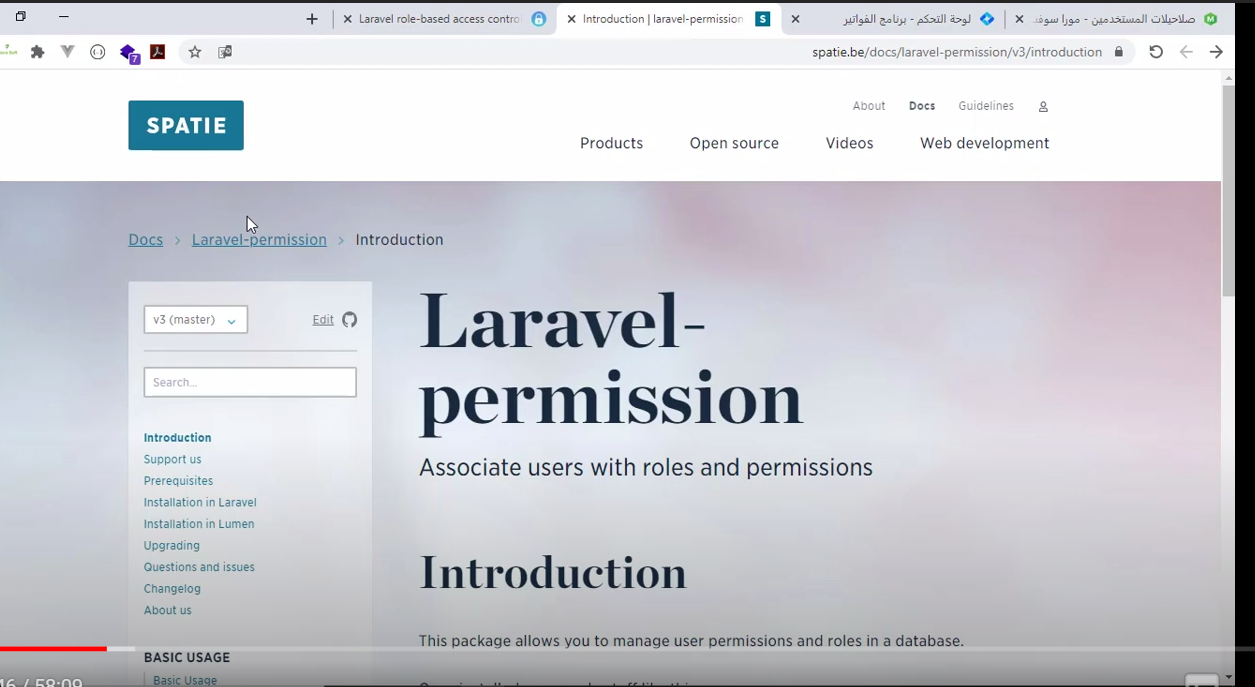 Laravel role-based access contro
Introduction | laravel-permission
لوحة التحكم - برنامج الفواتير
صلاحيلات المستخدمين - مورا سوفت
7
spatie.be/docs/laravel-permission/v3/introduction
SPATIE
About
Docs
Guidelines
Products
Open source
Videos
Web development
Docs > Laravel-permission > Introduction
v3 (master)
Edit
Search...
Introduction
Support us
Prerequisites
Installation in Laravel
Installation in Lumen
Upgrading
Questions and issues
Changelog
About us
BASIC USAGE
Basic Usage
Laravel-
permission
Associate users with roles and permissions
Introduction
This package allows you to manage user permissions and roles in a database.
46 / 58:09